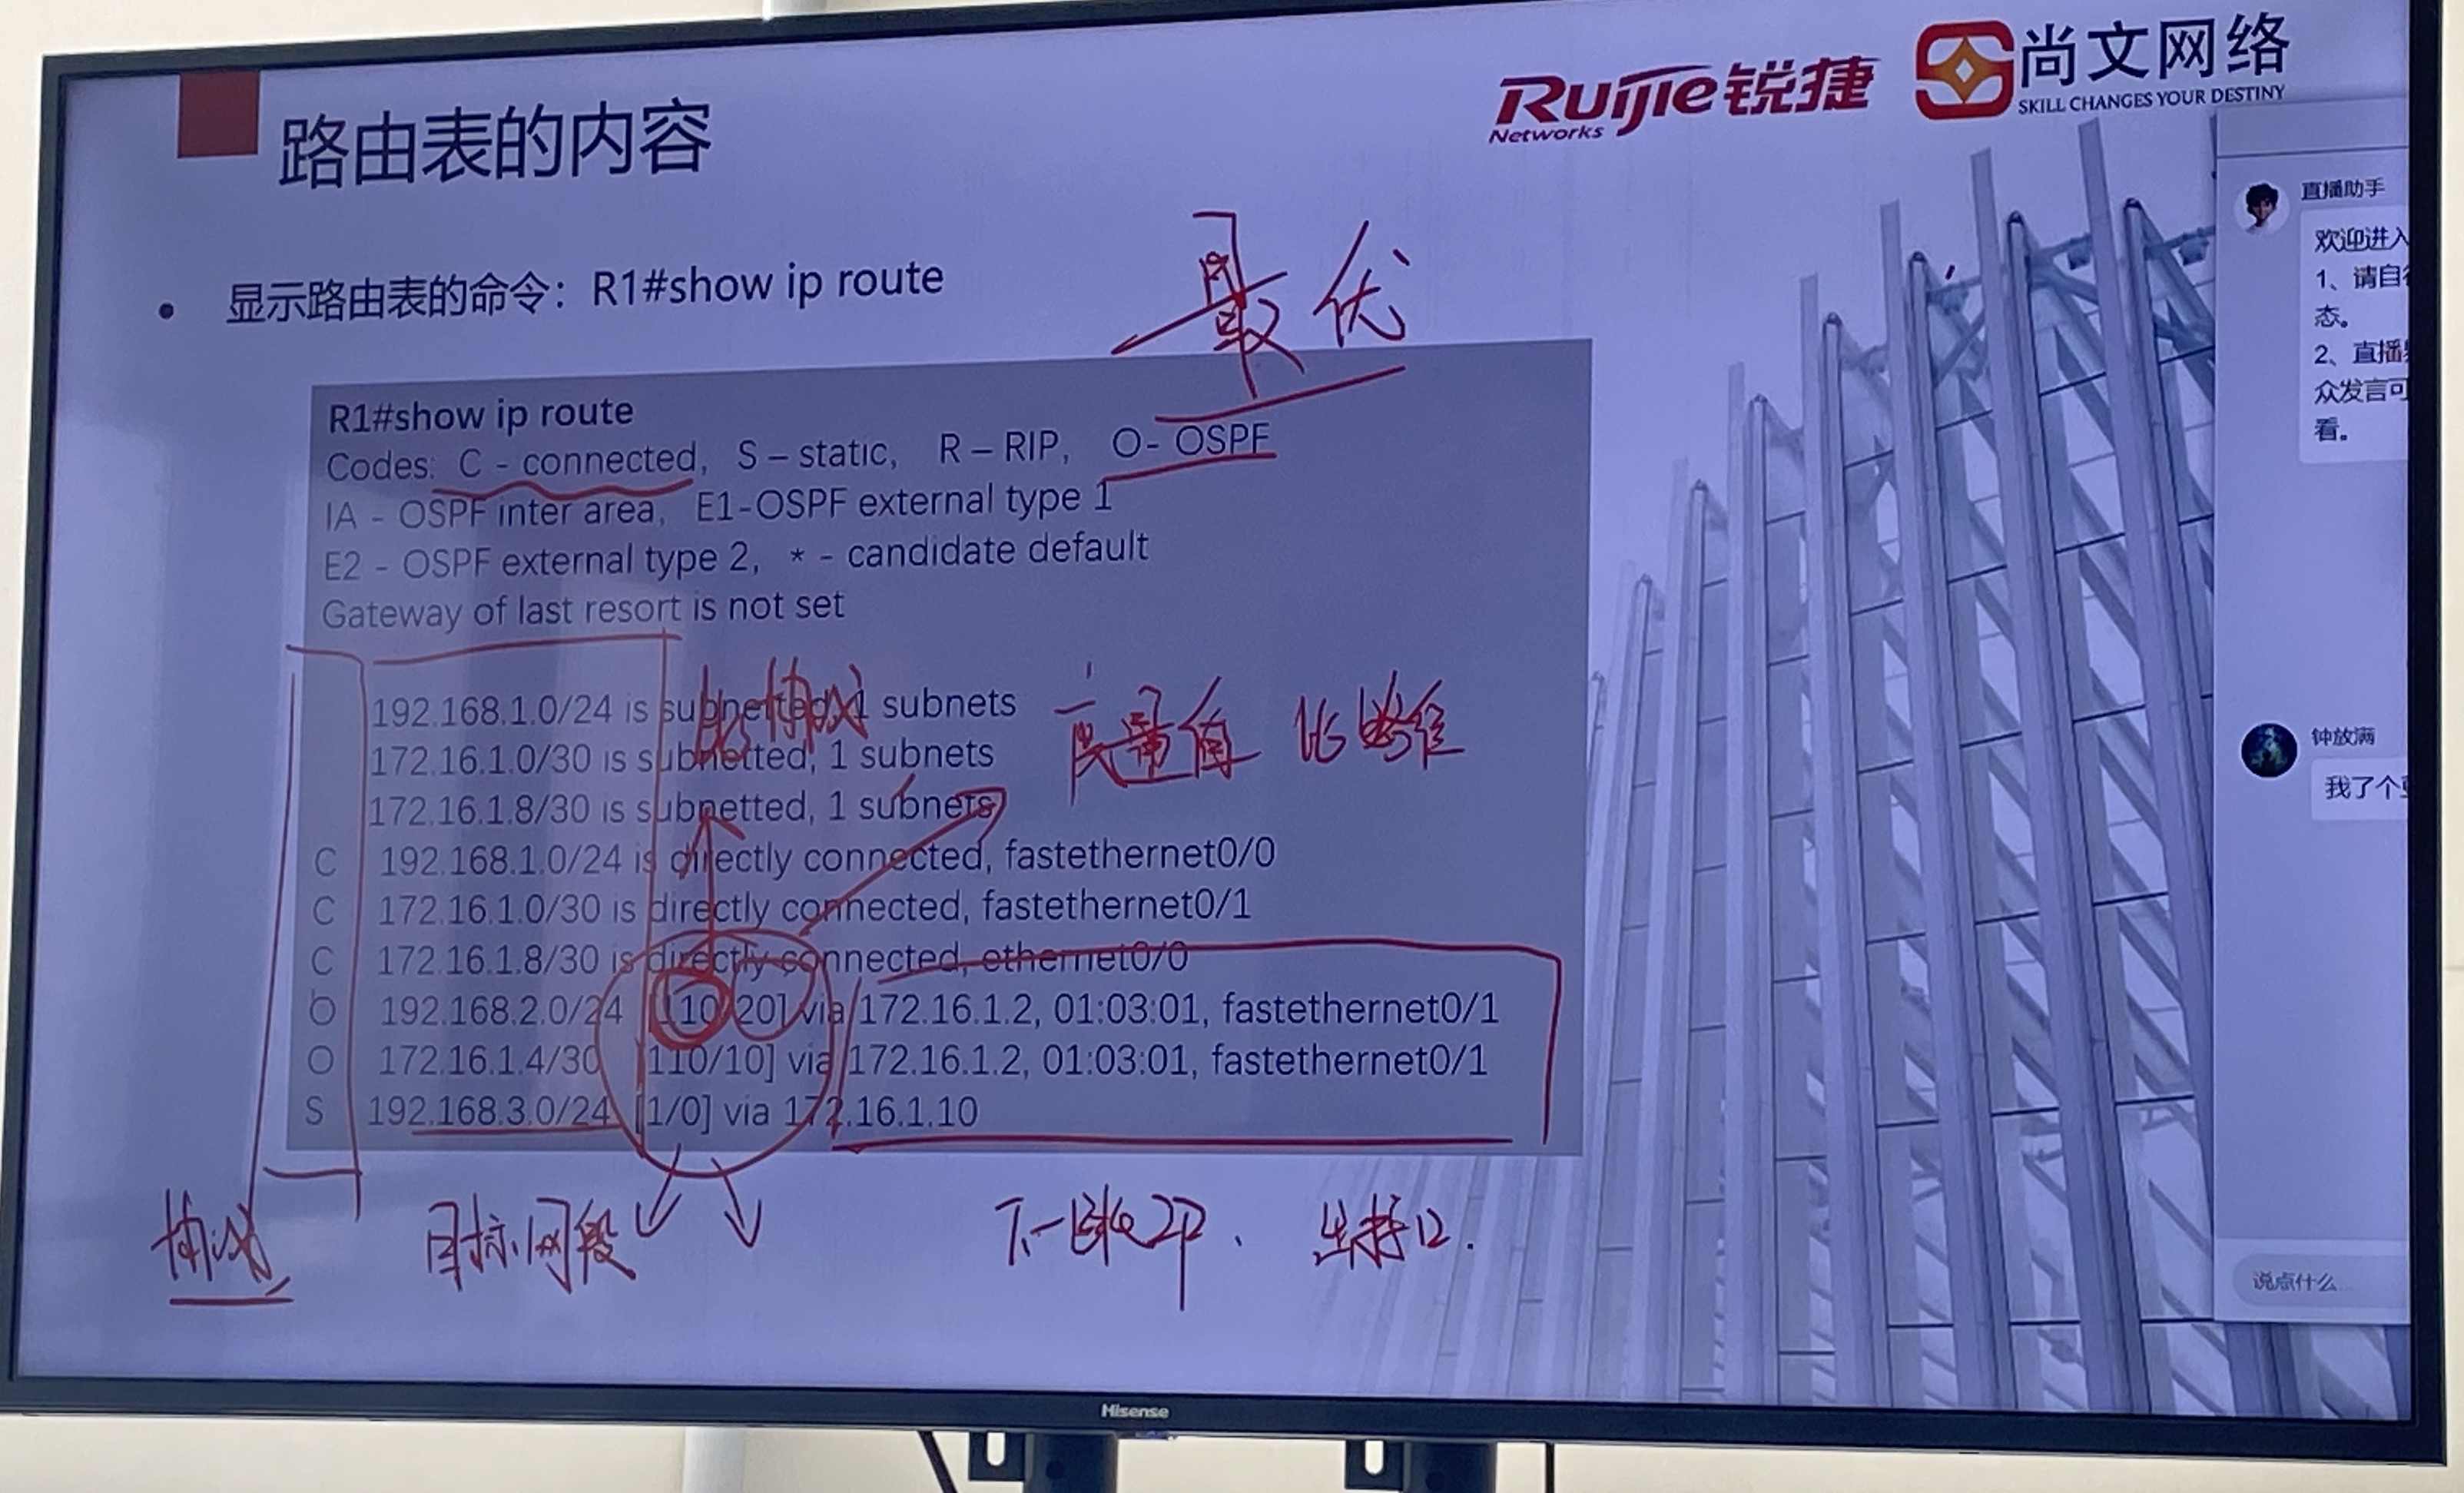 Ruijie锐捷
Networks
尚文网络
SKILL CHANGES YOUR DESTINY
路由表的内容
• 显示路由表的命令：R1#show ip route
最优
R1#show ip route
Codes: C - connected, S – static, R – RIP, O- OSPF
IA - OSPF inter area, E1-OSPF external type 1
E2 - OSPF external type 2, * - candidate default
Gateway of last resort is not set
192.168.1.0/24 is subnetted, 1 subnets
172.16.1.0/30 is subnetted, 1 subnets
172.16.1.8/30 is subnetted, 1 subnets
比协议
度量值 比路径
C 192.168.1.0/24 is directly connected, fastethernet0/0
C 172.16.1.0/30 is directly connected, fastethernet0/1
C 172.16.1.8/30 is directly connected, ethernet0/0
O 192.168.2.0/24 [110/20] via 172.16.1.2, 01:03:01, fastethernet0/1
O 172.16.1.4/30 [110/10] via 172.16.1.2, 01:03:01, fastethernet0/1
S 192.168.3.0/24 [1/0] via 172.16.1.10
协议 目标网段 下一跳IP、出接口.
直播助手
欢迎进入
1、请自
态。
2、直播
众发言可
看。
钟放满
我了个
说点什么...
Hisense